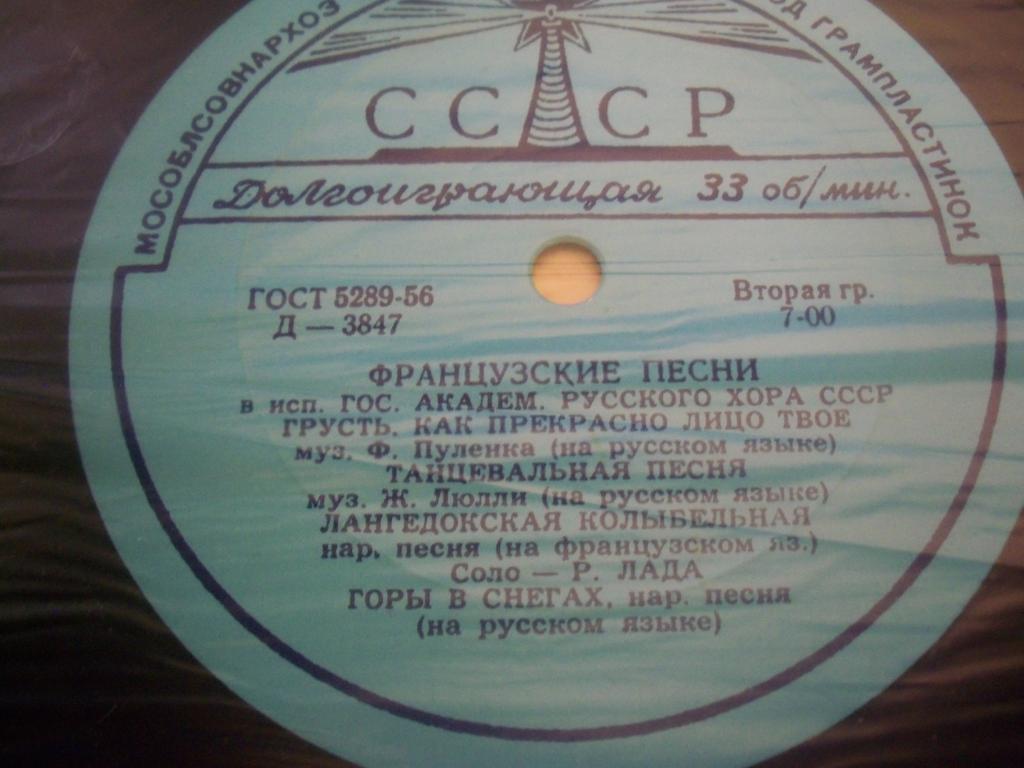 МОСОБЛСОВНАРХОЗ
ГРАМПЛАСТИНОК
СССР
Долгоиграющая 33 об/мин.
ГОСТ 5289-56
Д — 3847
Вторая гр.
7-00
ФРАНЦУЗСКИЕ ПЕСНИ
в исп. ГОС. АКАДЕМ. РУССКОГО ХОРА СССР
ГРУСТЬ. КАК ПРЕКРАСНО ЛИЦО ТВОЕ
муз. Ф. Пуленка (на русском языке)
ТАНЦЕВАЛЬНАЯ ПЕСНЯ
муз. Ж. Люлли (на русском языке)
ЛАНГЕДОКСКАЯ КОЛЫБЕЛЬНАЯ
нар. песня (на французском яз.)
Соло — Р. ЛАДА
ГОРЫ В СНЕГАХ, нар. песня
(на русском языке)